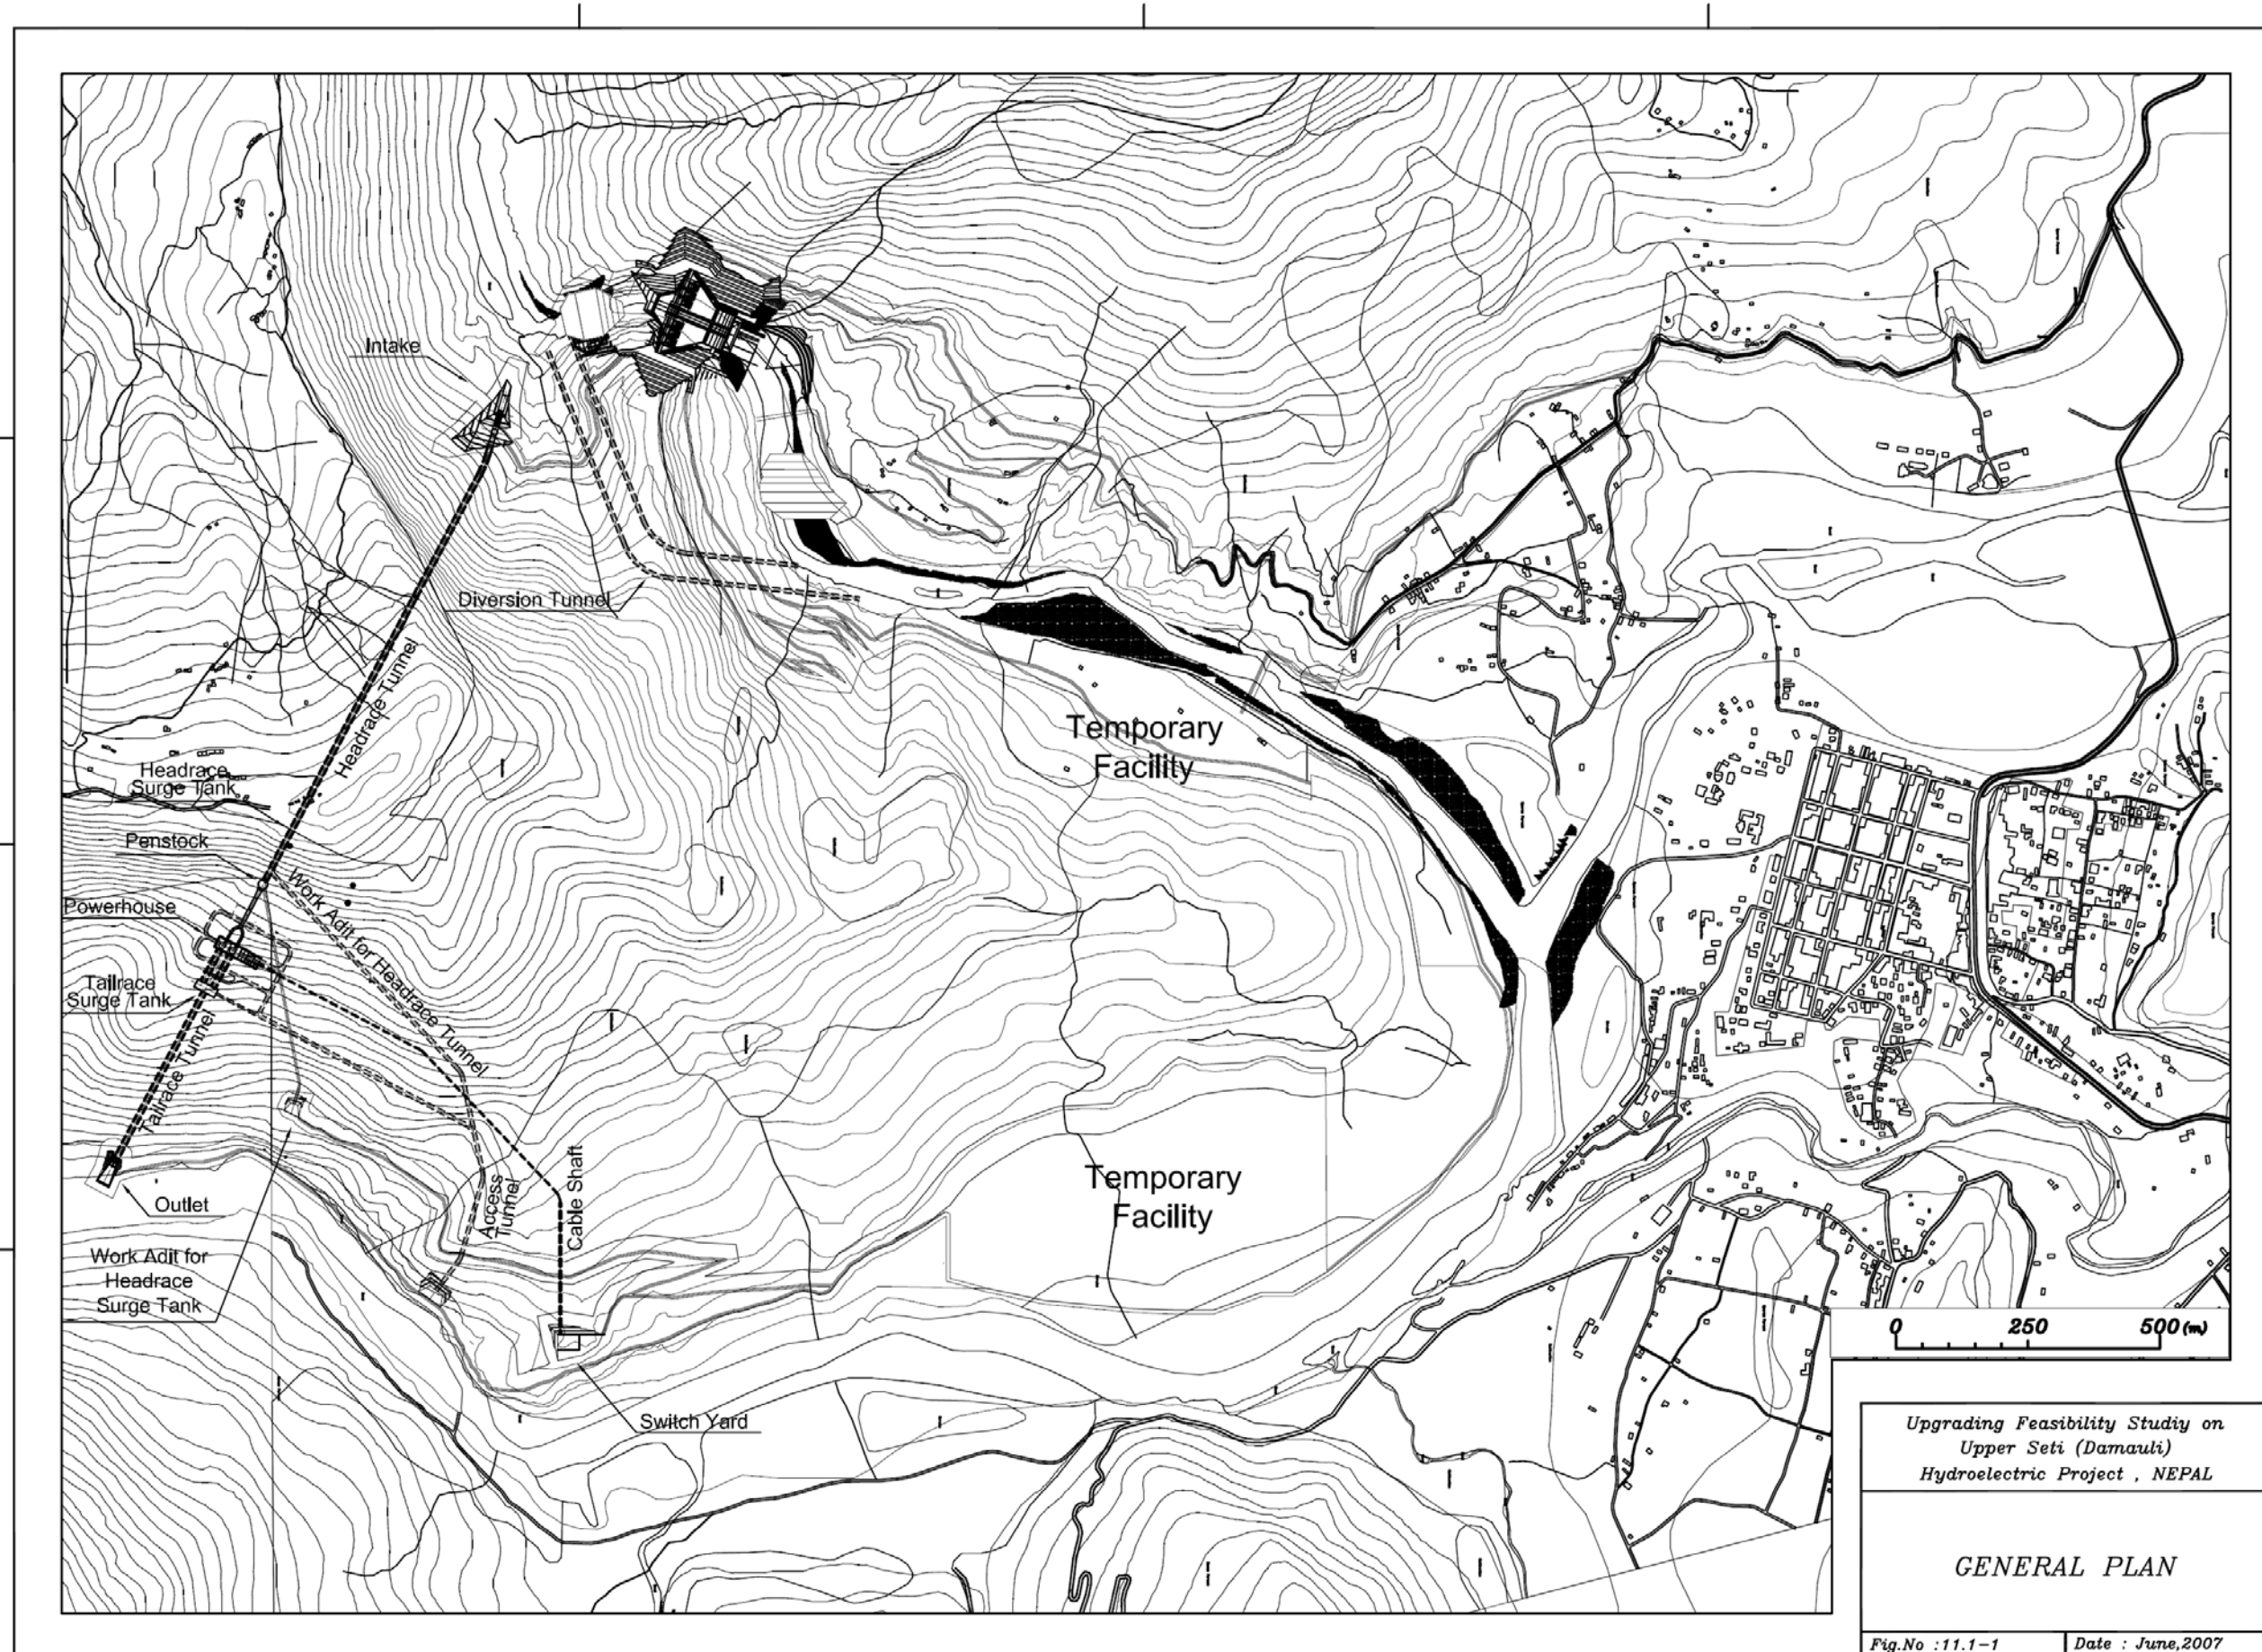 Intake
Diversion Tunnel
Headrace Tunnel
Headrace
Surge Tank
Penstock
Powerhouse
Work Adit for Headrace Tunnel
Tailrace
Surge Tank
Tailrace Tunnel
Outlet
Work Adit for
Headrace
Surge Tank
Access
Tunnel
Cable Shaft
Switch Yard
Temporary
Facility
Temporary
Facility
0 250 500(m)
Upgrading Feasibility Studiy on
Upper Seti (Damauli)
Hydroelectric Project , NEPAL
GENERAL PLAN
Fig.No :11.1-1
Date : June,2007